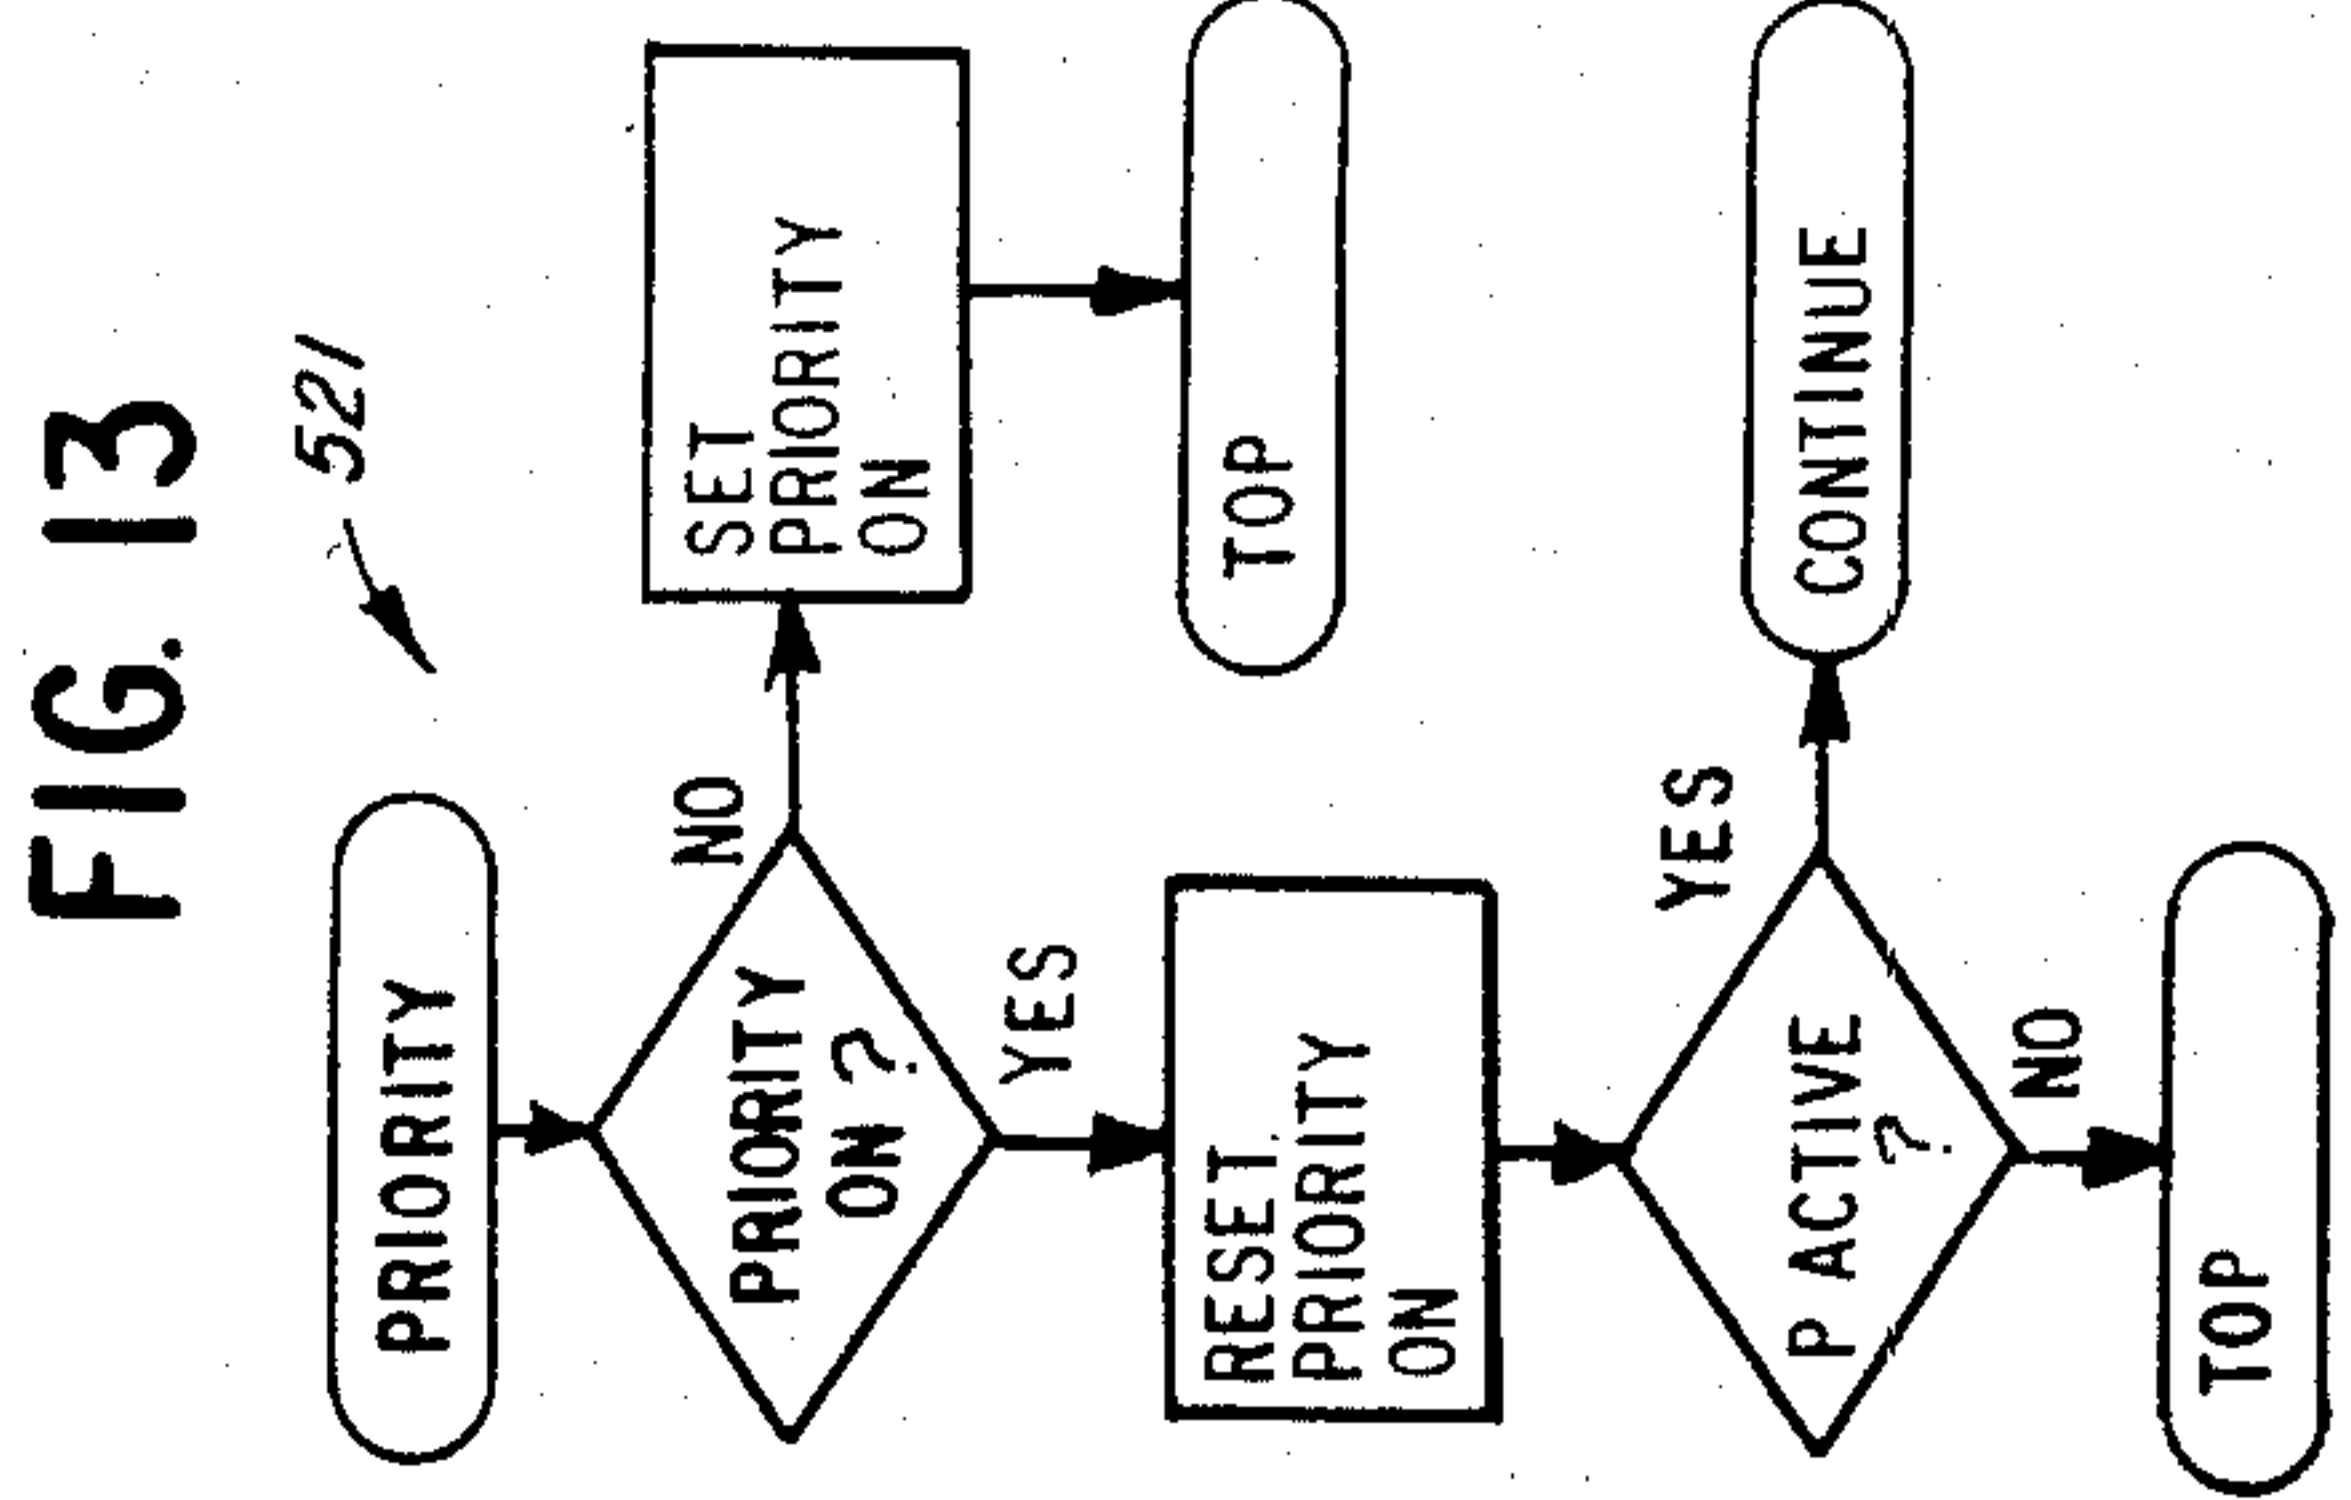 FIG. 13
521
PRIORITY
PRIORITY
ON ?
NO
SET
PRIORITY
ON
TOP
YES
RESET
PRIORITY
ON
P ACTIVE
?
YES
CONTINUE
NO
TOP